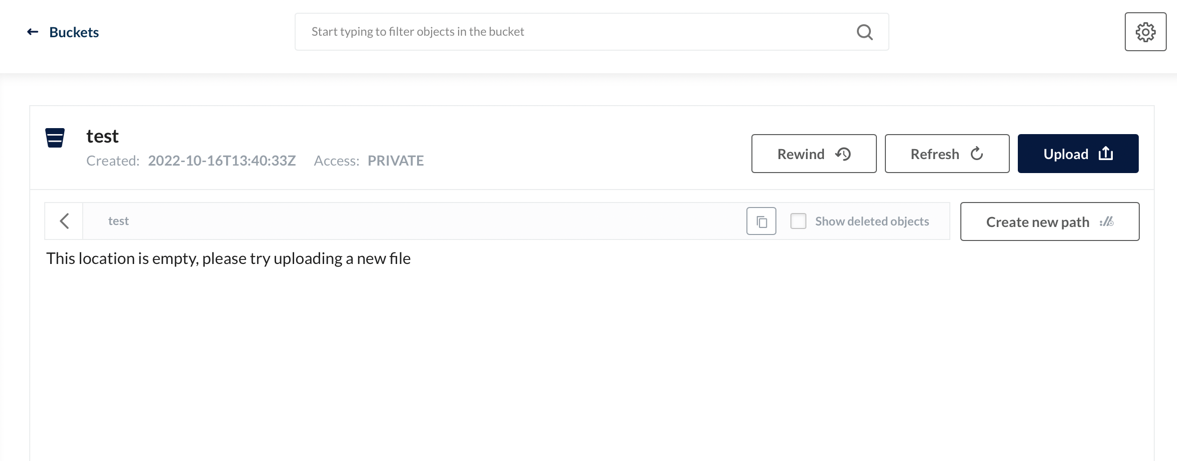 Buckets
Start typing to filter objects in the bucket
test
Created: 2022-10-16T13:40:33Z Access: PRIVATE
Rewind
Refresh
Upload
test
Show deleted objects
Create new path
This location is empty, please try uploading a new file